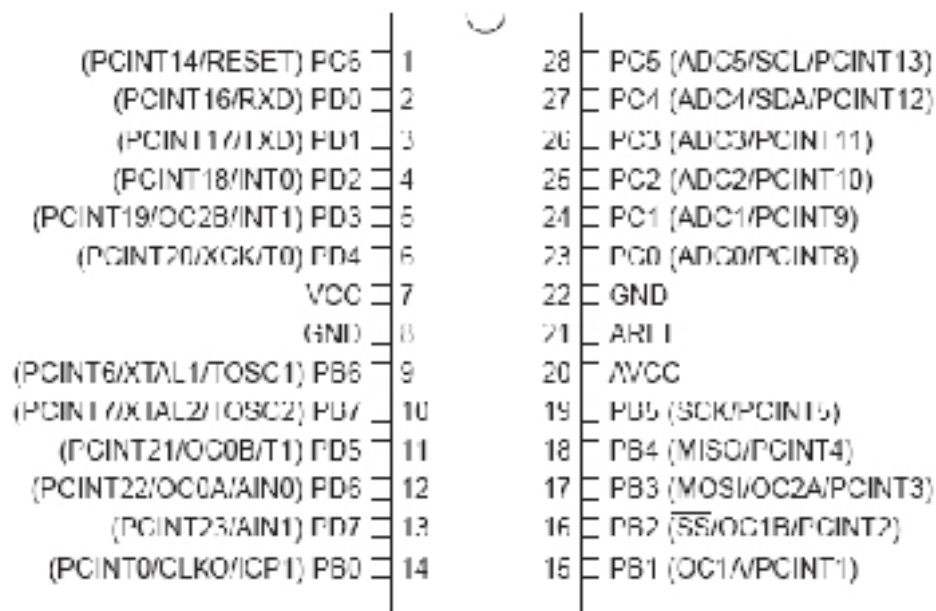 (PCINT14/RESET) PC6 1 28 PC5 (ADC5/SCL/PCINT13)
(PCINT16/RXD) PD0 2 27 PC4 (ADC4/SDA/PCINT12)
(PCINT17/TXD) PD1 3 26 PC3 (ADC3/PCINT11)
(PCINT18/INT0) PD2 4 25 PC2 (ADC2/PCINT10)
(PCINT19/OC2B/INT1) PD3 5 24 PC1 (ADC1/PCINT9)
(PCINT20/XCK/T0) PD4 6 23 PC0 (ADC0/PCINT8)
VCC 7 22 GND
GND 8 21 AREF
(PCINT6/XTAL1/TOSC1) PB6 9 20 AVCC
(PCINT7/XTAL2/TOSC2) PB7 10 19 PB5 (SCK/PCINT5)
(PCINT21/OC0B/T1) PD5 11 18 PB4 (MISO/PCINT4)
(PCINT22/OC0A/AIN0) PD6 12 17 PB3 (MOSI/OC2A/PCINT3)
(PCINT23/AIN1) PD7 13 16 PB2 (SS/OC1B/PCINT2)
(PCINT0/CLKO/ICP1) PB0 14 15 PB1 (OC1A/PCINT1)